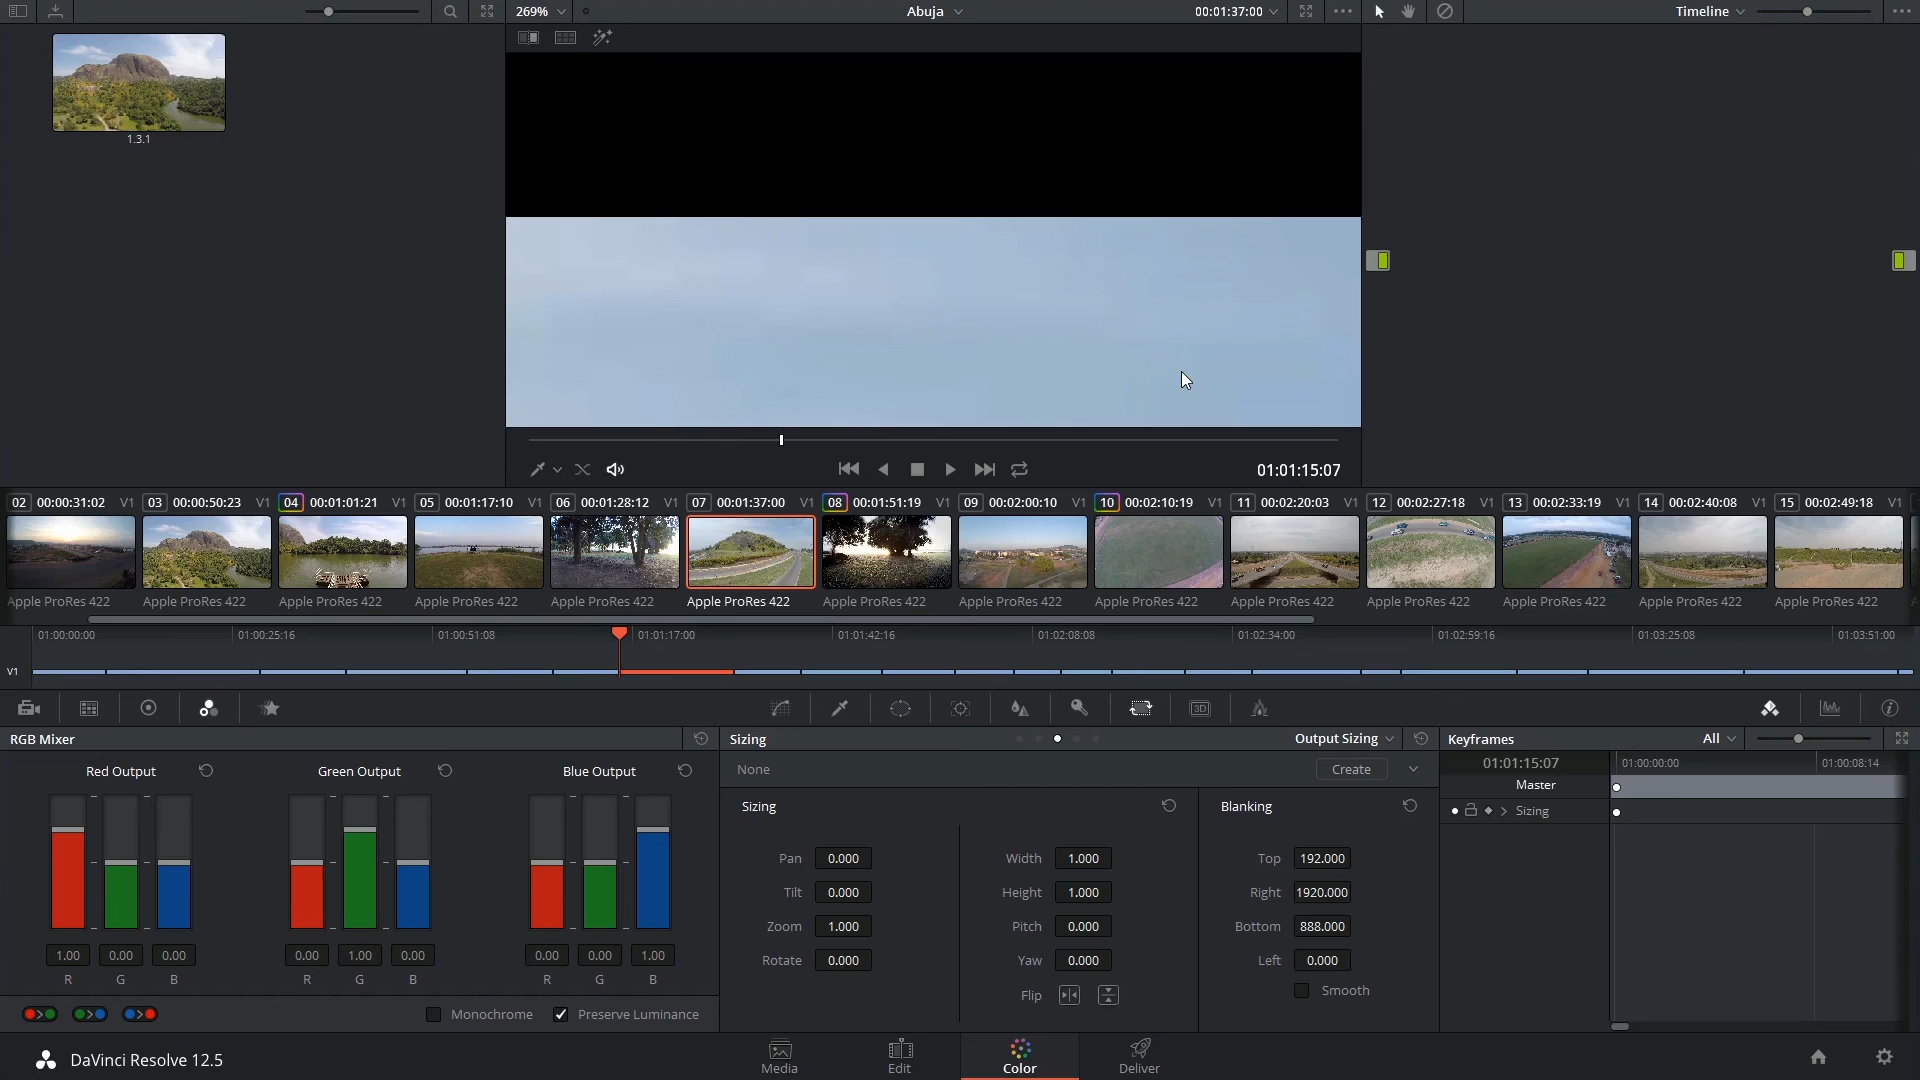 269% Abuja 00:01:37:00 Timeline
1.3.1
01:01:15:07
02 00:00:31:02 V1 03 00:00:50:23 V1 04 00:01:01:21 V1 05 00:01:17:10 V1 06 00:01:28:12 V1 07 00:01:37:00 V1 08 00:01:51:19 V1 09 00:02:00:10 V1 10 00:02:10:19 V1 11 00:02:20:03 V1 12 00:02:27:18 V1 13 00:02:33:19 V1 14 00:02:40:08 V1 15 00:02:49:18 V1
Apple ProRes 422 Apple ProRes 422 Apple ProRes 422 Apple ProRes 422 Apple ProRes 422 Apple ProRes 422 Apple ProRes 422 Apple ProRes 422 Apple ProRes 422 Apple ProRes 422 Apple ProRes 422 Apple ProRes 422 Apple ProRes 422 Apple ProRes 422
01:00:00:00 01:00:25:16 01:00:51:08 01:01:17:00 01:01:42:16 01:02:08:08 01:02:34:00 01:02:59:16 01:03:25:08 01:03:51:00
V1
3D
RGB Mixer Sizing Output Sizing Keyframes All
Red Output Green Output Blue Output None Create 01:01:15:07 01:00:00:00 01:00:08:14
Master
Sizing Blanking Sizing
Pan 0.000 Width 1.000 Top 192.000
Tilt 0.000 Height 1.000 Right 1920.000
Zoom 1.000 Pitch 0.000 Bottom 888.000
1.00 0.00 0.00 0.00 1.00 0.00 0.00 0.00 1.00 Rotate 0.000 Yaw 0.000 Left 0.000
R G B R G B R G B Flip Smooth
Monochrome Preserve Luminance
DaVinci Resolve 12.5 Media Edit Color Deliver